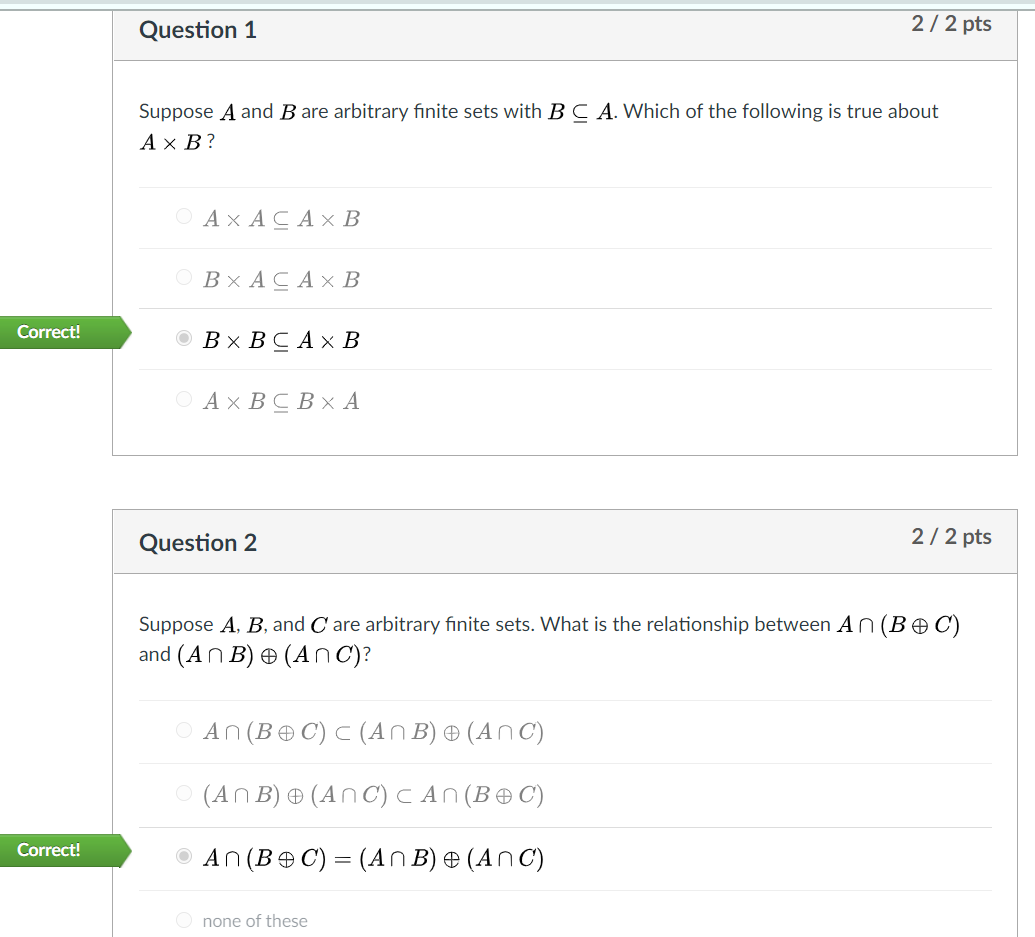 Question 1
2 / 2 pts
Suppose A and B are arbitrary finite sets with B ⊆ A. Which of the following is true about
A × B ?
A × A ⊆ A × B
B × A ⊆ A × B
Correct!
B × B ⊆ A × B
A × B ⊆ B × A
Question 2
2 / 2 pts
Suppose A, B, and C are arbitrary finite sets. What is the relationship between A ∩ (B ⊕ C)
and (A ∩ B) ⊕ (A ∩ C)?
A ∩ (B ⊕ C) ⊂ (A ∩ B) ⊕ (A ∩ C)
(A ∩ B) ⊕ (A ∩ C) ⊂ A ∩ (B ⊕ C)
Correct!
A ∩ (B ⊕ C) = (A ∩ B) ⊕ (A ∩ C)
none of these